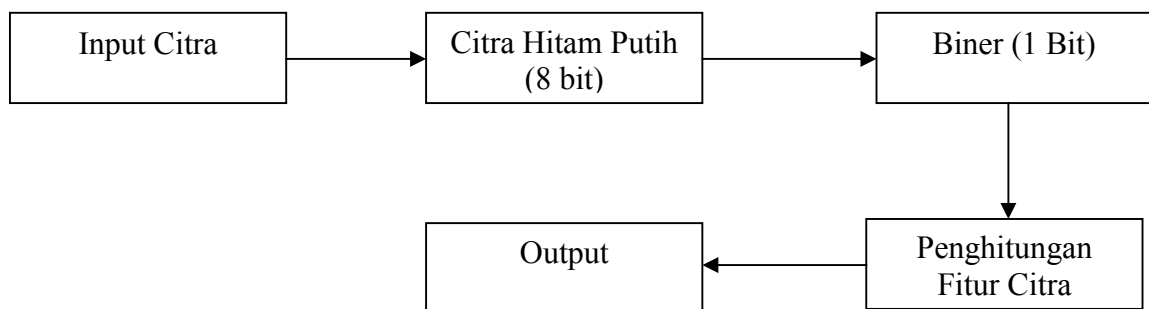 Input Citra
Citra Hitam Putih
(8 bit)
Biner (1 Bit)
Penghitungan
Fitur Citra
Output